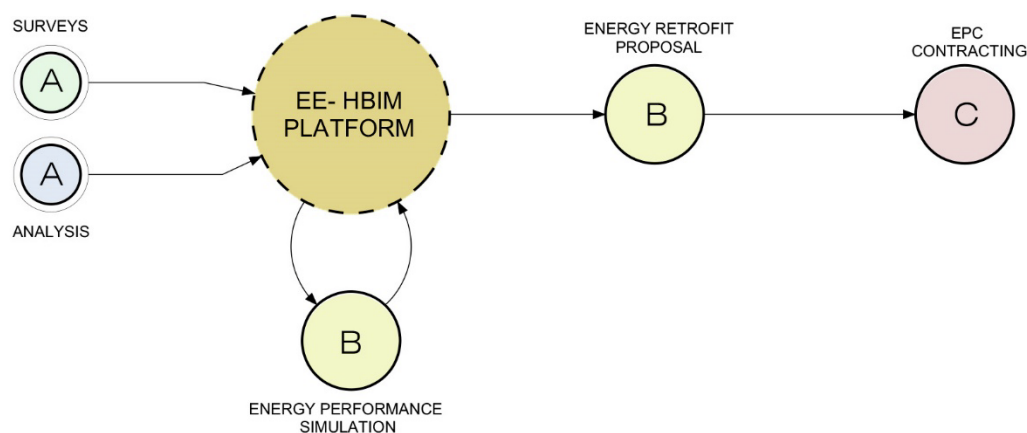 SURVEYS
A
A
ANALYSIS
EE- HBIM
PLATFORM
B
ENERGY PERFORMANCE
SIMULATION
ENERGY RETROFIT
PROPOSAL
B
EPC
CONTRACTING
C